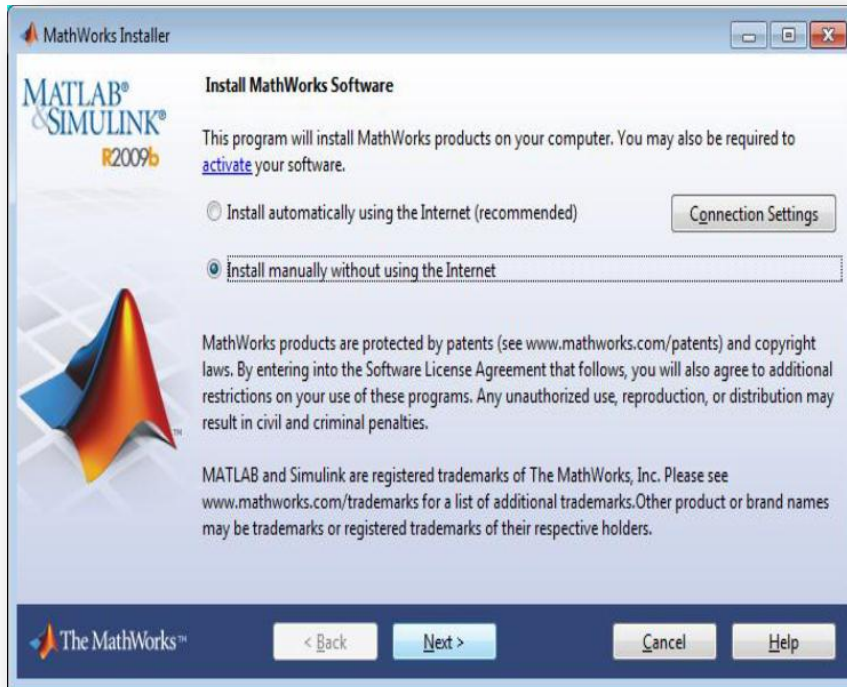 MathWorks Installer
MATLAB®
&SIMULINK®
R2009b
Install MathWorks Software
This program will install MathWorks products on your computer. You may also be required to
activate your software.
Install automatically using the Internet (recommended)
Connection Settings
Install manually without using the Internet
MathWorks products are protected by patents (see www.mathworks.com/patents) and copyright
laws. By entering into the Software License Agreement that follows, you will also agree to additional
restrictions on your use of these programs. Any unauthorized use, reproduction, or distribution may
result in civil and criminal penalties.
MATLAB and Simulink are registered trademarks of The MathWorks, Inc. Please see
www.mathworks.com/trademarks for a list of additional trademarks.Other product or brand names
may be trademarks or registered trademarks of their respective holders.
TM
The MathWorks™
< Back
Next >
Cancel
Help